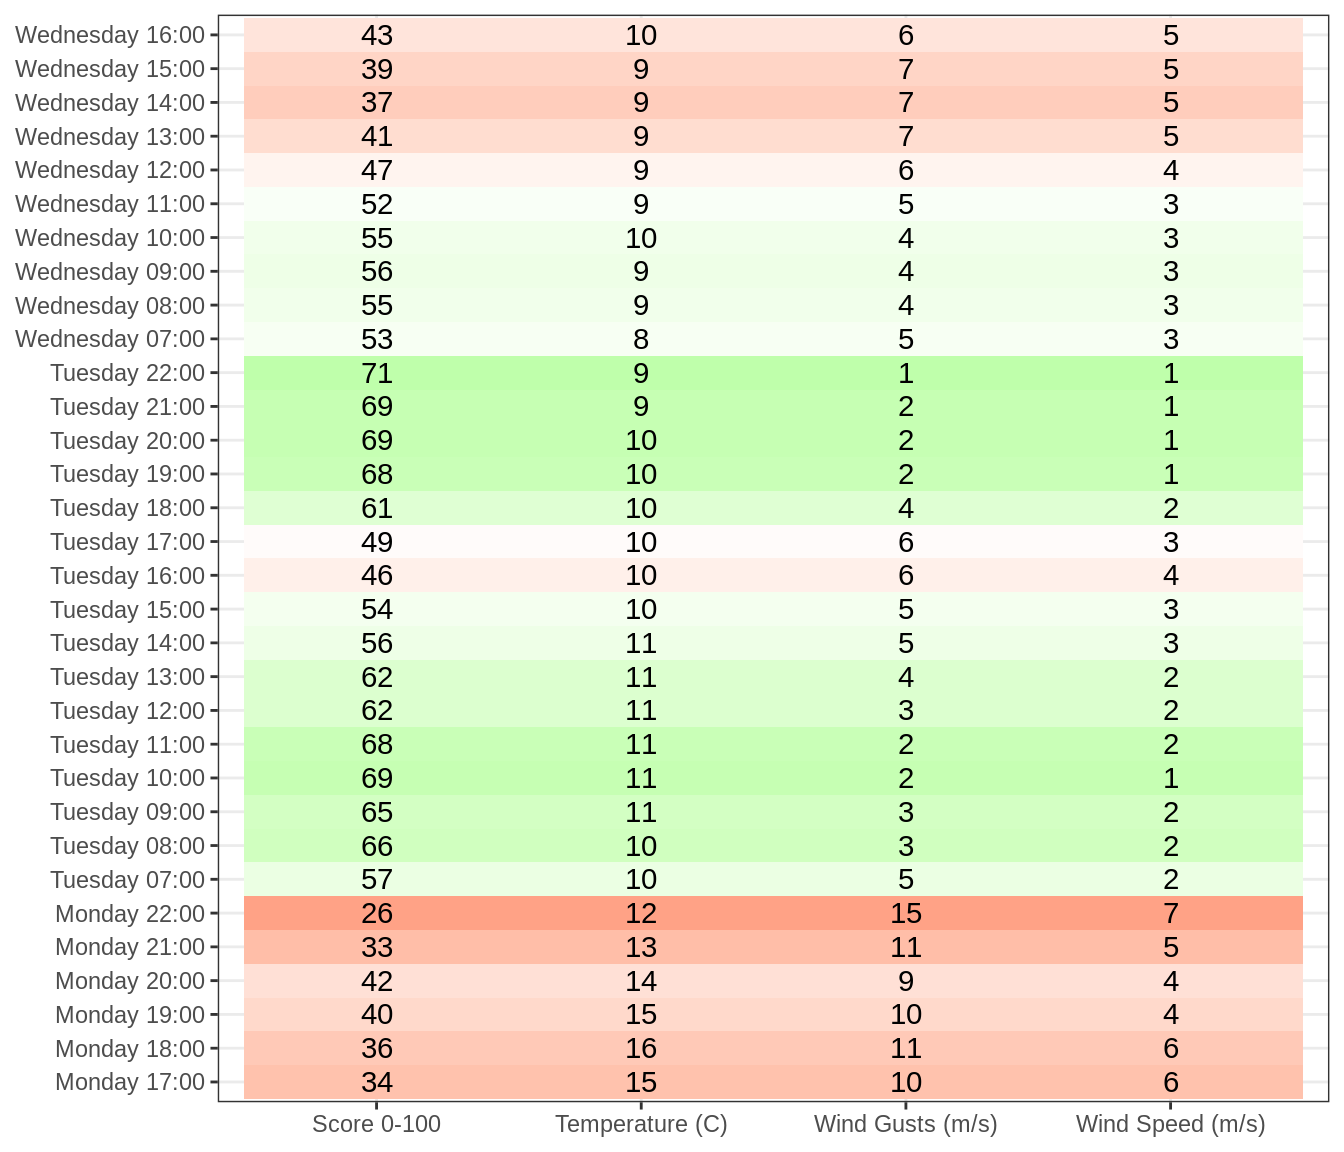 Wednesday 16:00 43 10 6 5
Wednesday 15:00 39 9 7 5
Wednesday 14:00 37 9 7 5
Wednesday 13:00 41 9 7 5
Wednesday 12:00 47 9 6 4
Wednesday 11:00 52 9 5 3
Wednesday 10:00 55 10 4 3
Wednesday 09:00 56 9 4 3
Wednesday 08:00 55 9 4 3
Wednesday 07:00 53 8 5 3
Tuesday 22:00 71 9 1 1
Tuesday 21:00 69 9 2 1
Tuesday 20:00 69 10 2 1
Tuesday 19:00 68 10 2 1
Tuesday 18:00 61 10 4 2
Tuesday 17:00 49 10 6 3
Tuesday 16:00 46 10 6 4
Tuesday 15:00 54 10 5 3
Tuesday 14:00 56 11 5 3
Tuesday 13:00 62 11 4 2
Tuesday 12:00 62 11 3 2
Tuesday 11:00 68 11 2 2
Tuesday 10:00 69 11 2 1
Tuesday 09:00 65 11 3 2
Tuesday 08:00 66 10 3 2
Tuesday 07:00 57 10 5 2
Monday 22:00 26 12 15 7
Monday 21:00 33 13 11 5
Monday 20:00 42 14 9 4
Monday 19:00 40 15 10 4
Monday 18:00 36 16 11 6
Monday 17:00 34 15 10 6
Score 0-100 Temperature (C) Wind Gusts (m/s) Wind Speed (m/s)